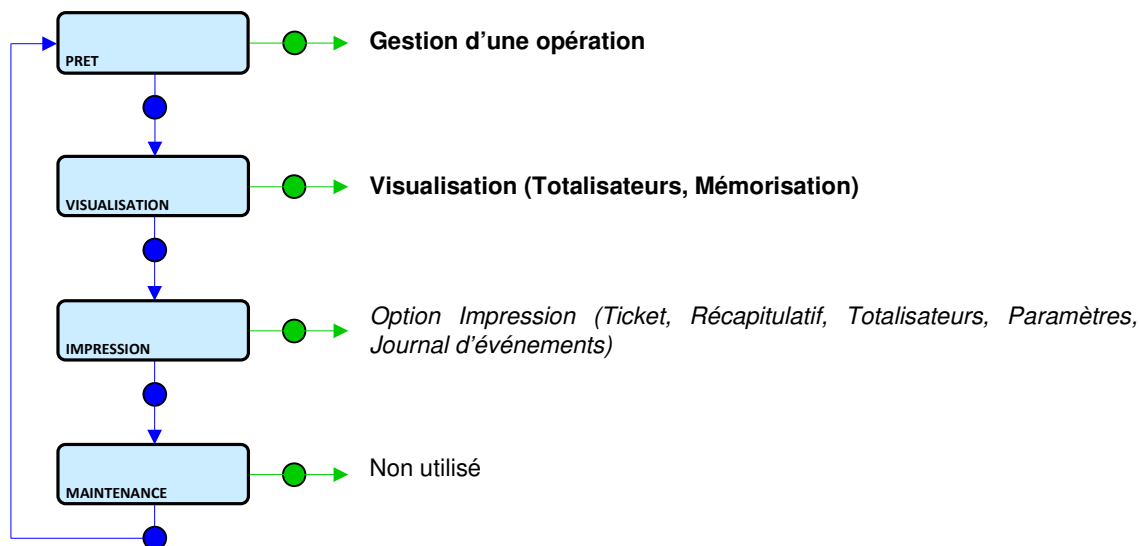 PRET
Gestion d’une opération
VISUALISATION
Visualisation (Totalisateurs, Mémorisation)
IMPRESSION
Option Impression (Ticket, Récapitulatif, Totalisateurs, Paramètres,
Journal d’événements)
MAINTENANCE
Non utilisé